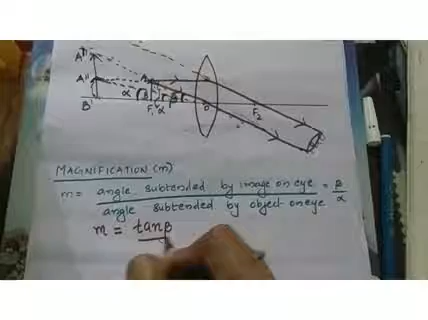 A'
A"
A
α
B
β
B'
F₁
α
O
F₂
MAGNIFICATION (m)
m = angle subtended by image on eye = β
angle subtended by object on eye α
m = tanβ